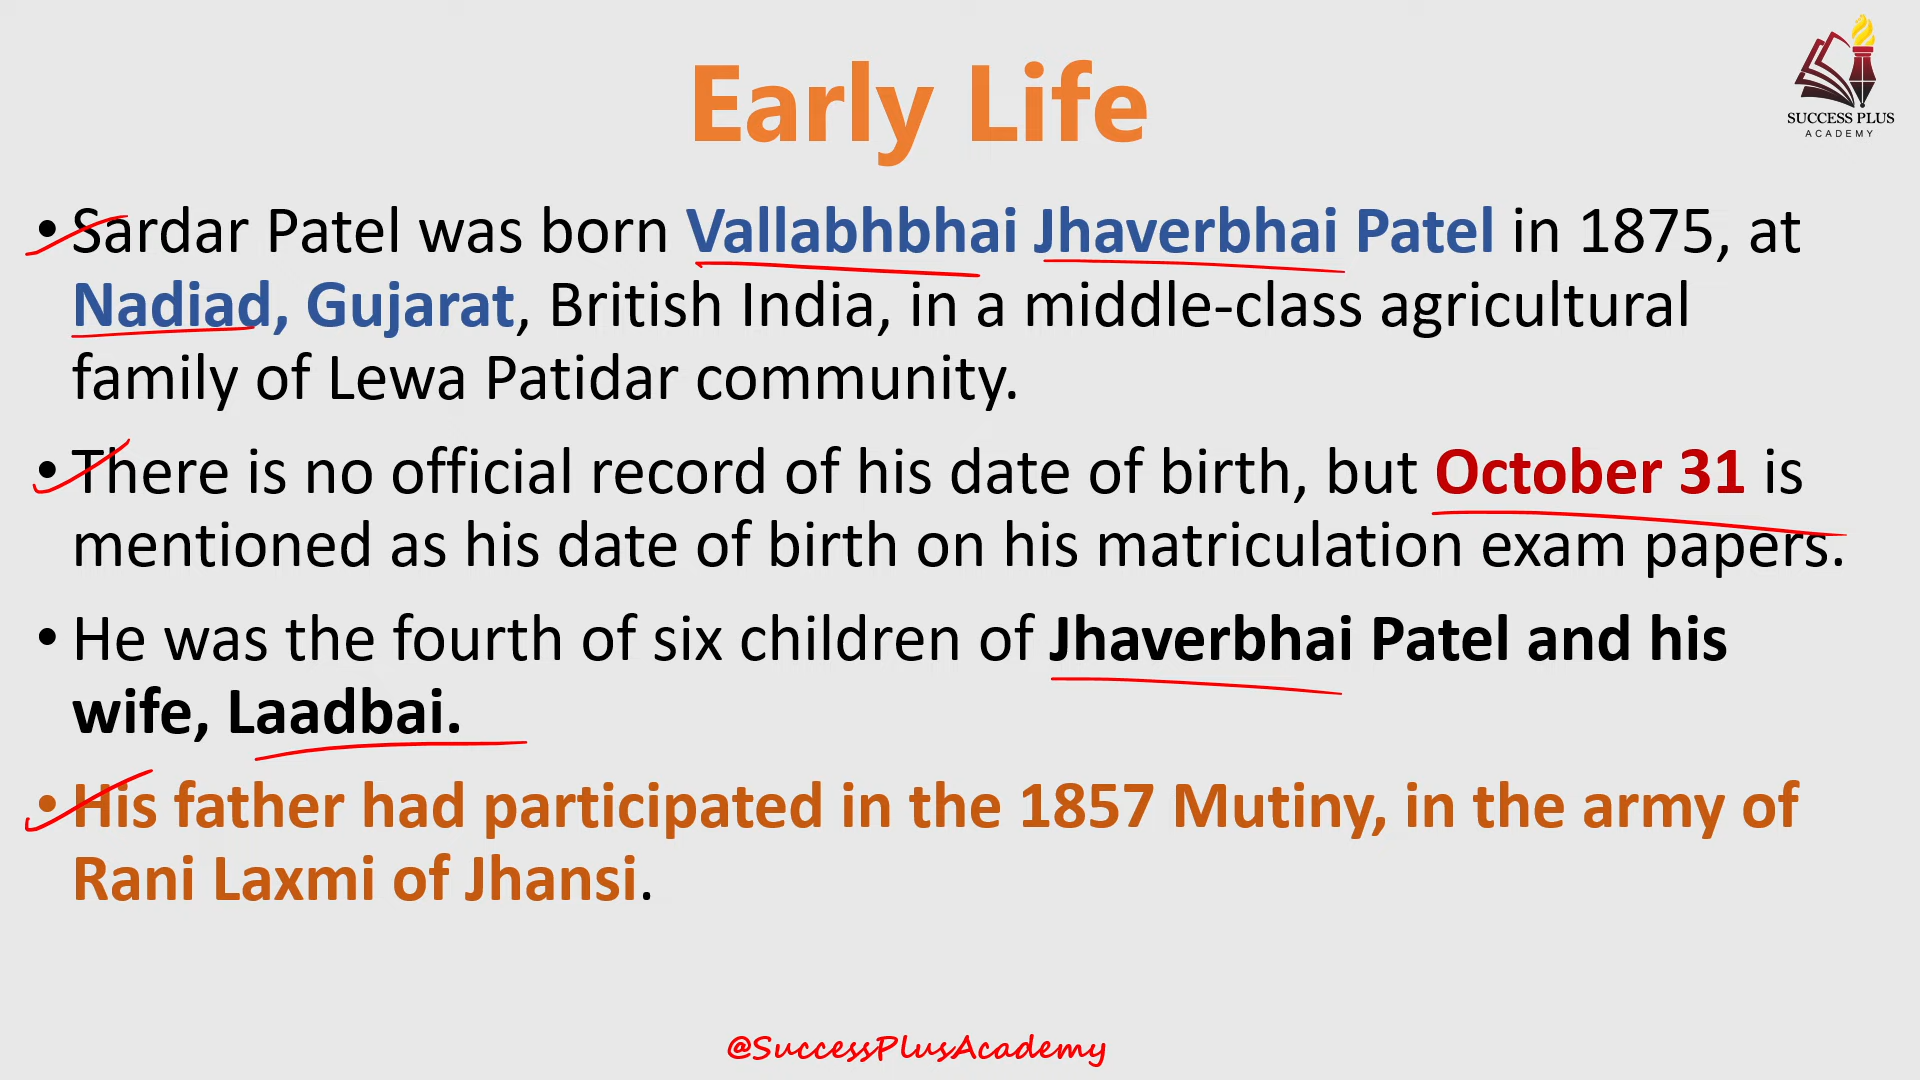 Early Life
SUCCESS PLUS
ACADEMY
• Sardar Patel was born Vallabhbhai Jhaverbhai Patel in 1875, at
Nadiad, Gujarat, British India, in a middle-class agricultural
family of Lewa Patidar community.
• There is no official record of his date of birth, but October 31 is
mentioned as his date of birth on his matriculation exam papers.
• He was the fourth of six children of Jhaverbhai Patel and his
wife, Laadbai.
• His father had participated in the 1857 Mutiny, in the army of
Rani Laxmi of Jhansi.
@SuccessPlusAcademy